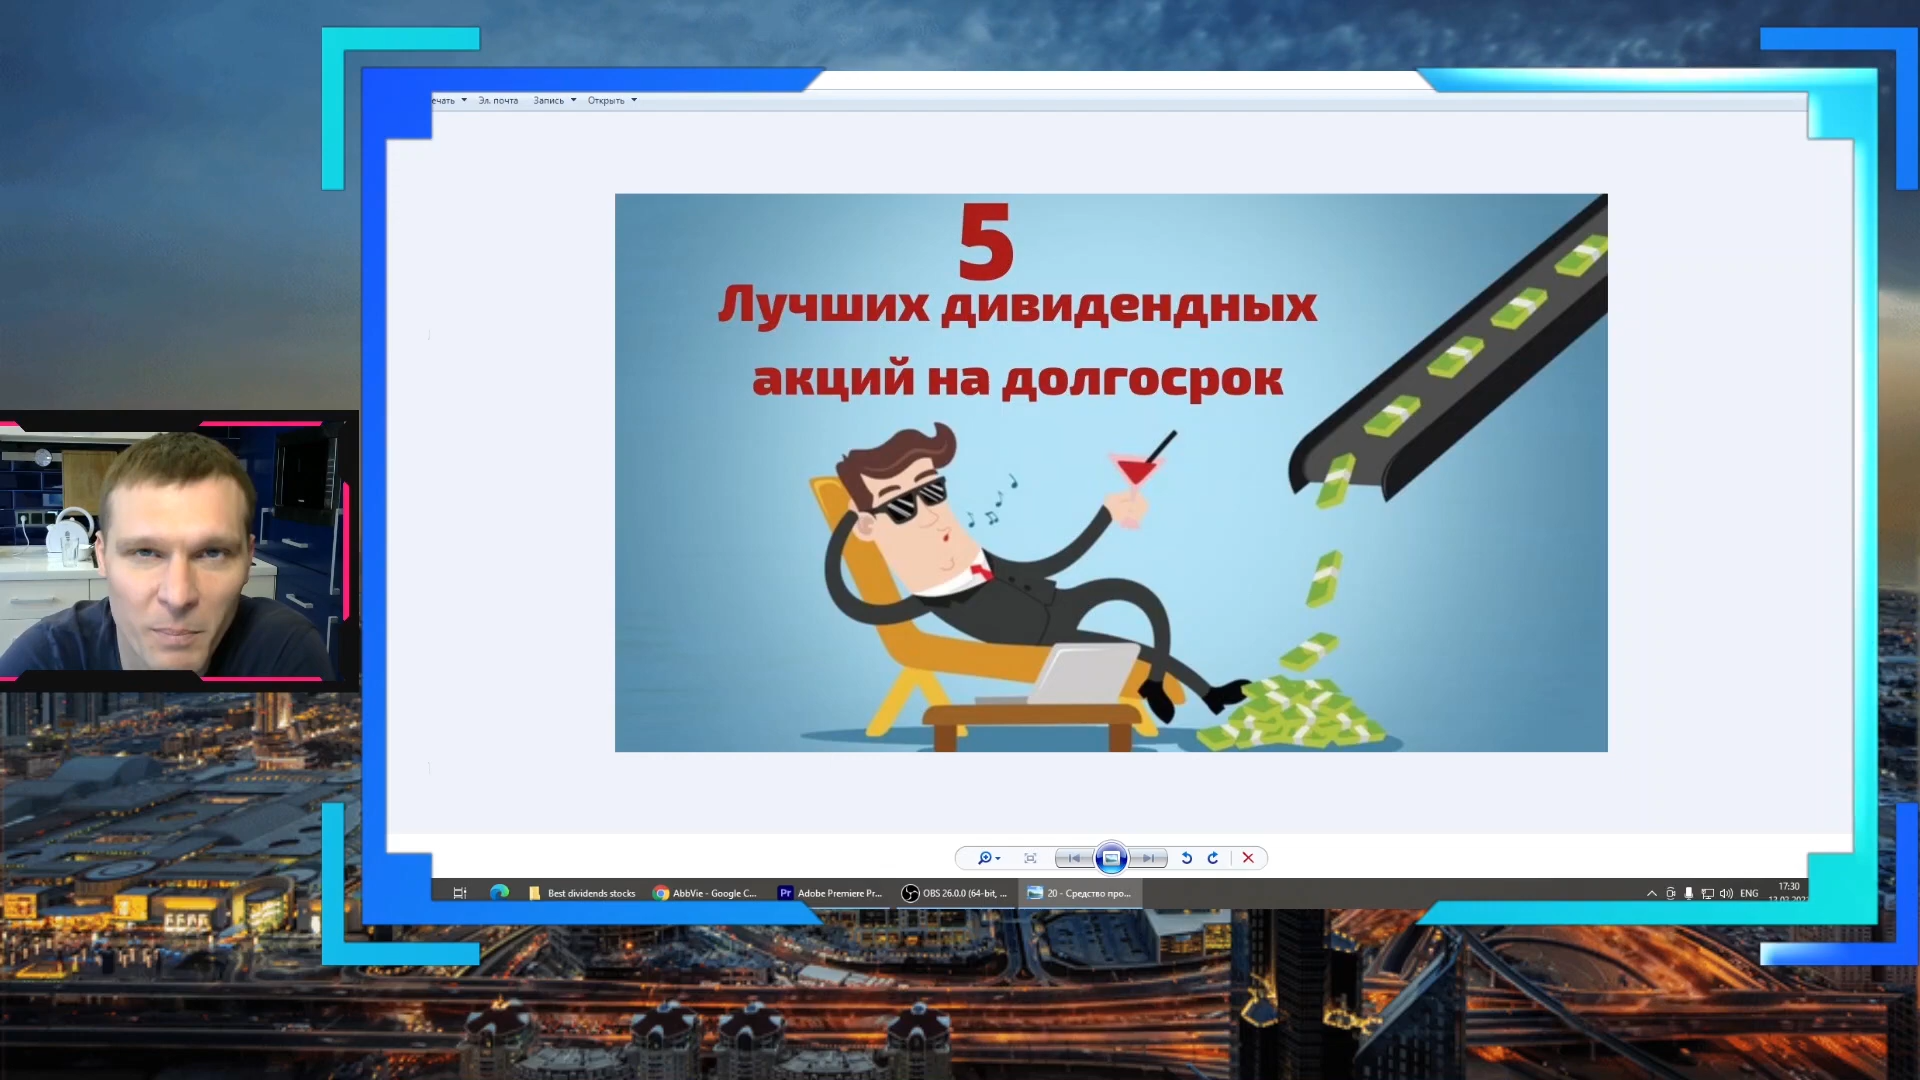 Эл. почта Запись Открыть
5
Лучших дивидендных
акций на долгосрок
Best dividends stocks
AbbVie - Google C...
Pr Adobe Premiere Pr...
OBS 26.0.0 (64-bit, ...
20 - Средство про...
ENG
17:30